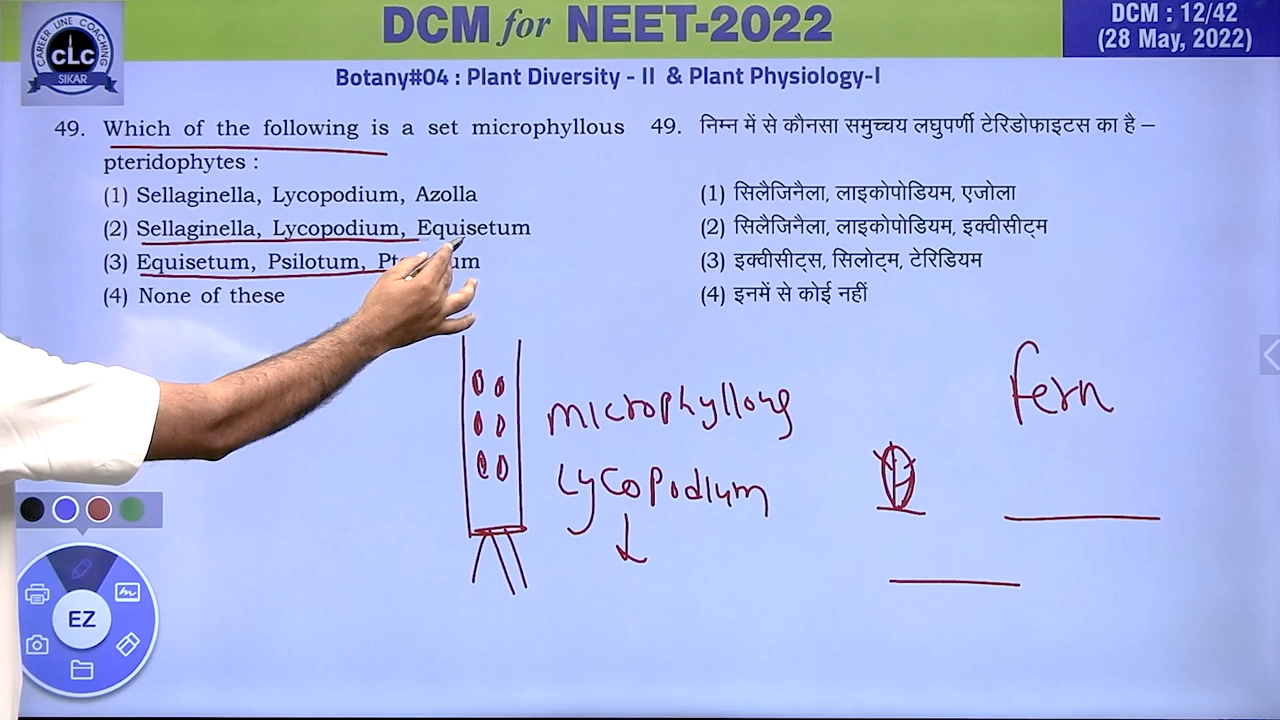 DCM for NEET-2022
DCM : 12/42
(28 May, 2022)
CAREER LINE COACHING
CLC
SIKAR
Botany#04 : Plant Diversity - II & Plant Physiology-I
49. Which of the following is a set microphyllous
pteridophytes :
(1) Sellaginella, Lycopodium, Azolla
(2) Sellaginella, Lycopodium, Equisetum
(3) Equisetum, Psilotum,
(4) None of these
49. निम्न में से कौनसा समुच्चय लघुपर्णी टेरिडोफाइटस का है –
(1) सिलैजिनैला, लाइकोपोडियम, एजोला
(2) सिलैजिनैला, लाइकोपोडियम, इक्वीसीट्म
(3) इक्वीसीट्स, सिलोट्म, टेरिडियम
(4) इनमें से कोई नहीं
microphyllous
Lycopodium
fern
EZ